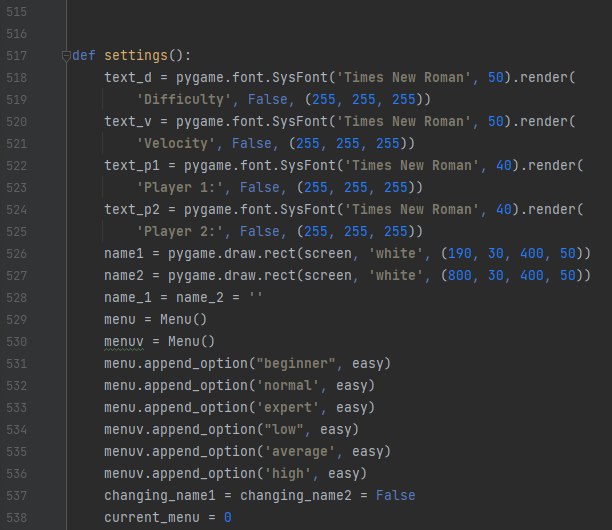 515
516
517 def settings():
518 text_d = pygame.font.SysFont('Times New Roman', 50).render(
519 'Difficulty', False, (255, 255, 255))
520 text_v = pygame.font.SysFont('Times New Roman', 50).render(
521 'Velocity', False, (255, 255, 255))
522 text_p1 = pygame.font.SysFont('Times New Roman', 40).render(
523 'Player 1:', False, (255, 255, 255))
524 text_p2 = pygame.font.SysFont('Times New Roman', 40).render(
525 'Player 2:', False, (255, 255, 255))
526 name1 = pygame.draw.rect(screen, 'white', (190, 30, 400, 50))
527 name2 = pygame.draw.rect(screen, 'white', (800, 30, 400, 50))
528 name_1 = name_2 = ''
529 menu = Menu()
530 menuv = Menu()
531 menu.append_option("beginner", easy)
532 menu.append_option('normal', easy)
533 menu.append_option('expert', easy)
534 menuv.append_option("low", easy)
535 menuv.append_option('average', easy)
536 menuv.append_option('high', easy)
537 changing_name1 = changing_name2 = False
538 current_menu = 0